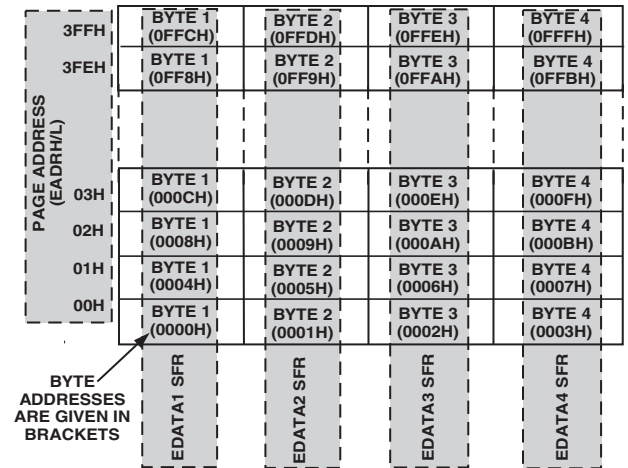 3FFH
BYTE 1 (0FFCH)
BYTE 2 (0FFDH)
BYTE 3 (0FFEH)
BYTE 4 (0FFFH)
3FEH
BYTE 1 (0FF8H)
BYTE 2 (0FF9H)
BYTE 3 (0FFAH)
BYTE 4 (0FFBH)
PAGE ADDRESS
(EADRH/L)
03H
BYTE 1 (000CH)
BYTE 2 (000DH)
BYTE 3 (000EH)
BYTE 4 (000FH)
02H
BYTE 1 (0008H)
BYTE 2 (0009H)
BYTE 3 (000AH)
BYTE 4 (000BH)
01H
BYTE 1 (0004H)
BYTE 2 (0005H)
BYTE 3 (0006H)
BYTE 4 (0007H)
00H
BYTE 1 (0000H)
BYTE 2 (0001H)
BYTE 3 (0002H)
BYTE 4 (0003H)
BYTE
ADDRESSES
ARE GIVEN IN
BRACKETS
EDATA1 SFR
EDATA2 SFR
EDATA3 SFR
EDATA4 SFR